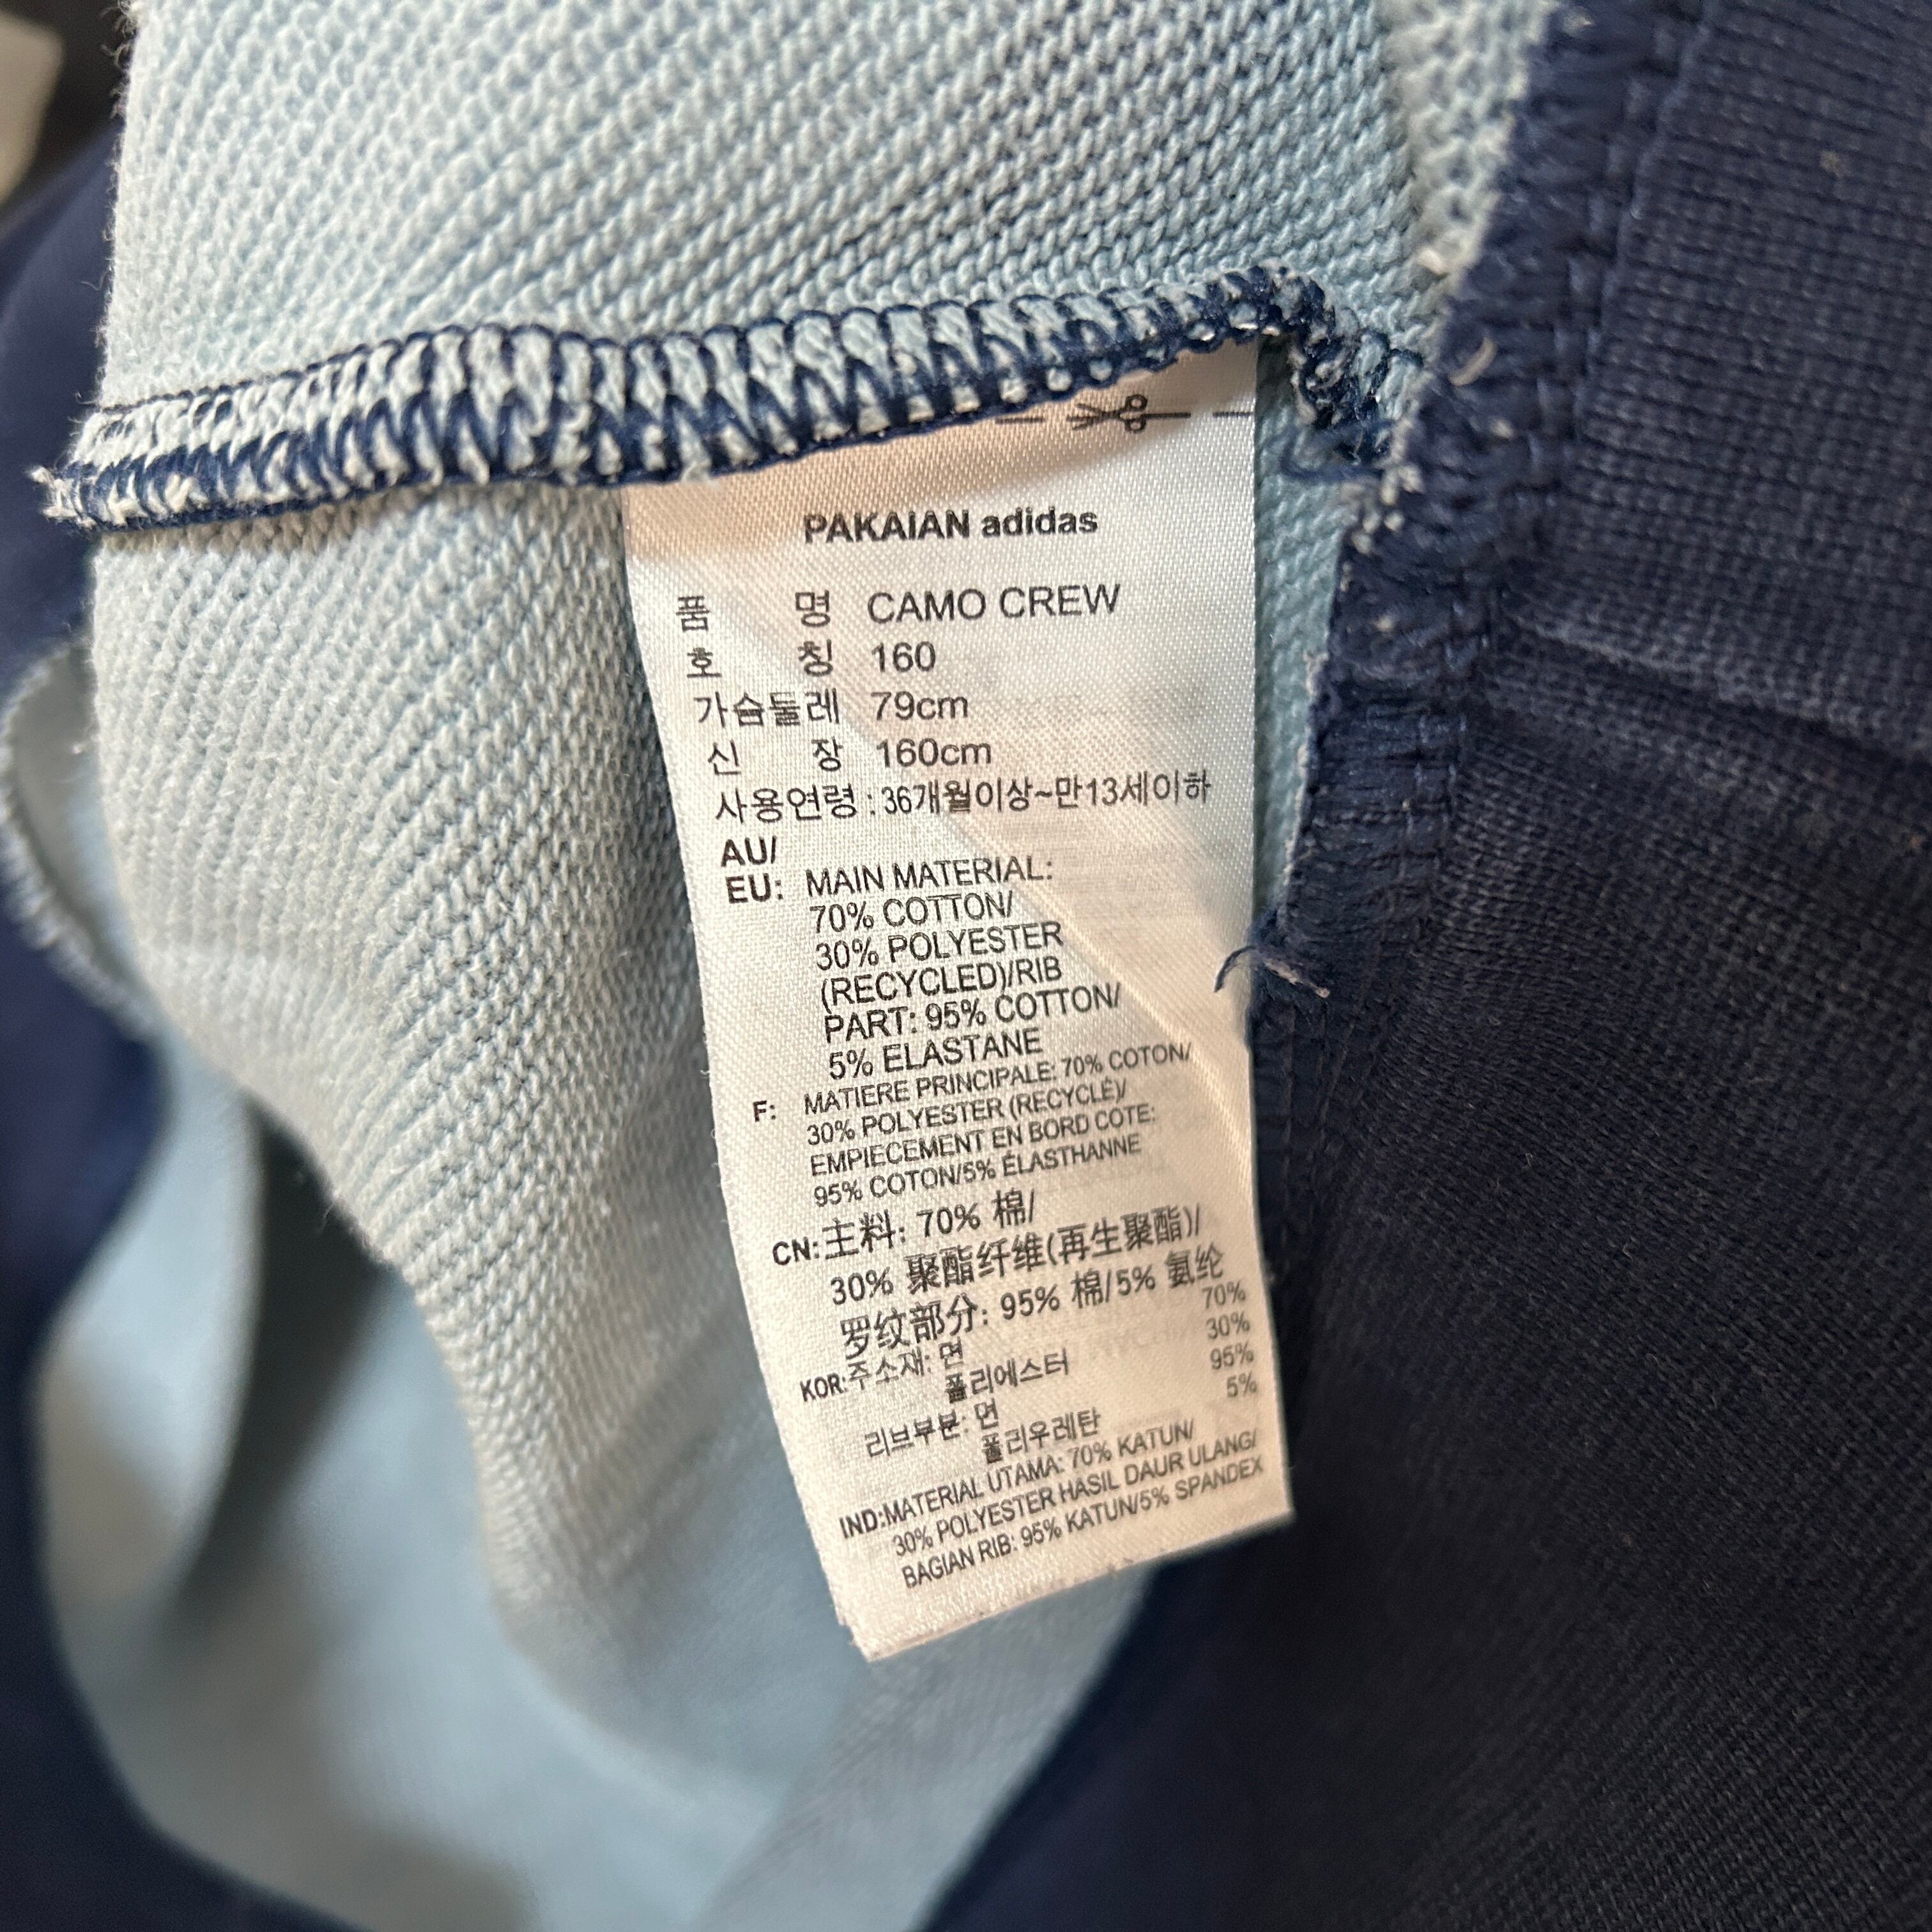 PAKAIAN adidas
품 명 CAMO CREW
호 칭 160
가슴둘레 79cm
신 장 160cm
사용연령 : 36개월이상~만13세이하
AU/
EU: MAIN MATERIAL:
70% COTTON/
30% POLYESTER
(RECYCLED)/RIB
PART: 95% COTTON/
5% ELASTANE
F: MATIERE PRINCIPALE: 70% COTON/
30% POLYESTER (RECYCLÉ)/
EMPIECEMENT EN BORD COTE:
95% COTON/5% ÉLASTHANNE
CN: 主料: 70% 棉/
30% 聚酯纤维(再生聚酯)/
罗纹部分: 95% 棉/5% 氨纶
KOR: 주소재: 면 70%
폴리에스터 30%
리브부분: 면 95%
폴리우레탄 5%
IND: MATERIAL UTAMA: 70% KATUN/
30% POLYESTER HASIL DAUR ULANG/
BAGIAN RIB: 95% KATUN/5% SPANDEX